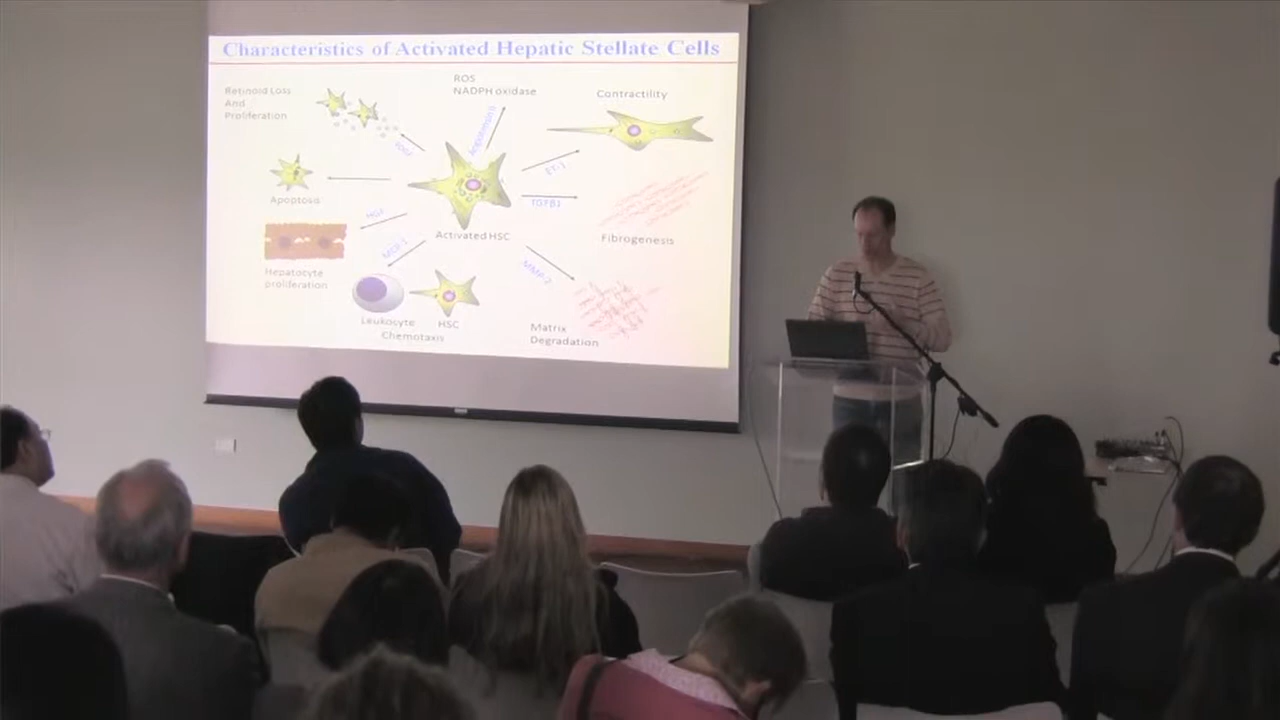 Characteristics of Activated Hepatic Stellate Cells
Retinoid Loss
And
Proliferation
ROS
NADPH oxidase
Contractility
PDGF
ET-1
Apoptosis
TGFβ1
HGF
Activated HSC
Fibrogenesis
MCP-1
MMP-2
Hepatocyte
proliferation
Leukocyte
HSC
Chemotaxis
Matrix
Degradation